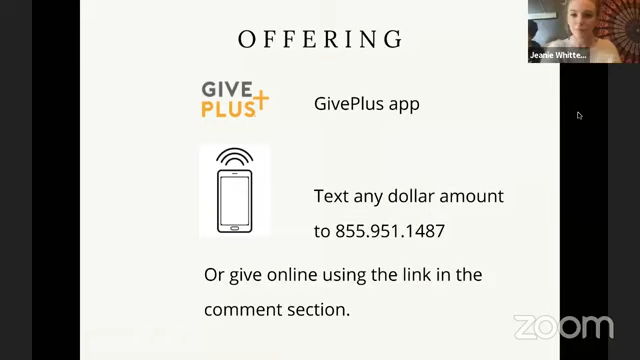 OFFERING
Jeanie Whitte...
GIVE
PLUS+
GivePlus app
Text any dollar amount
to 855.951.1487
Or give online using the link in the
comment section.
zoom